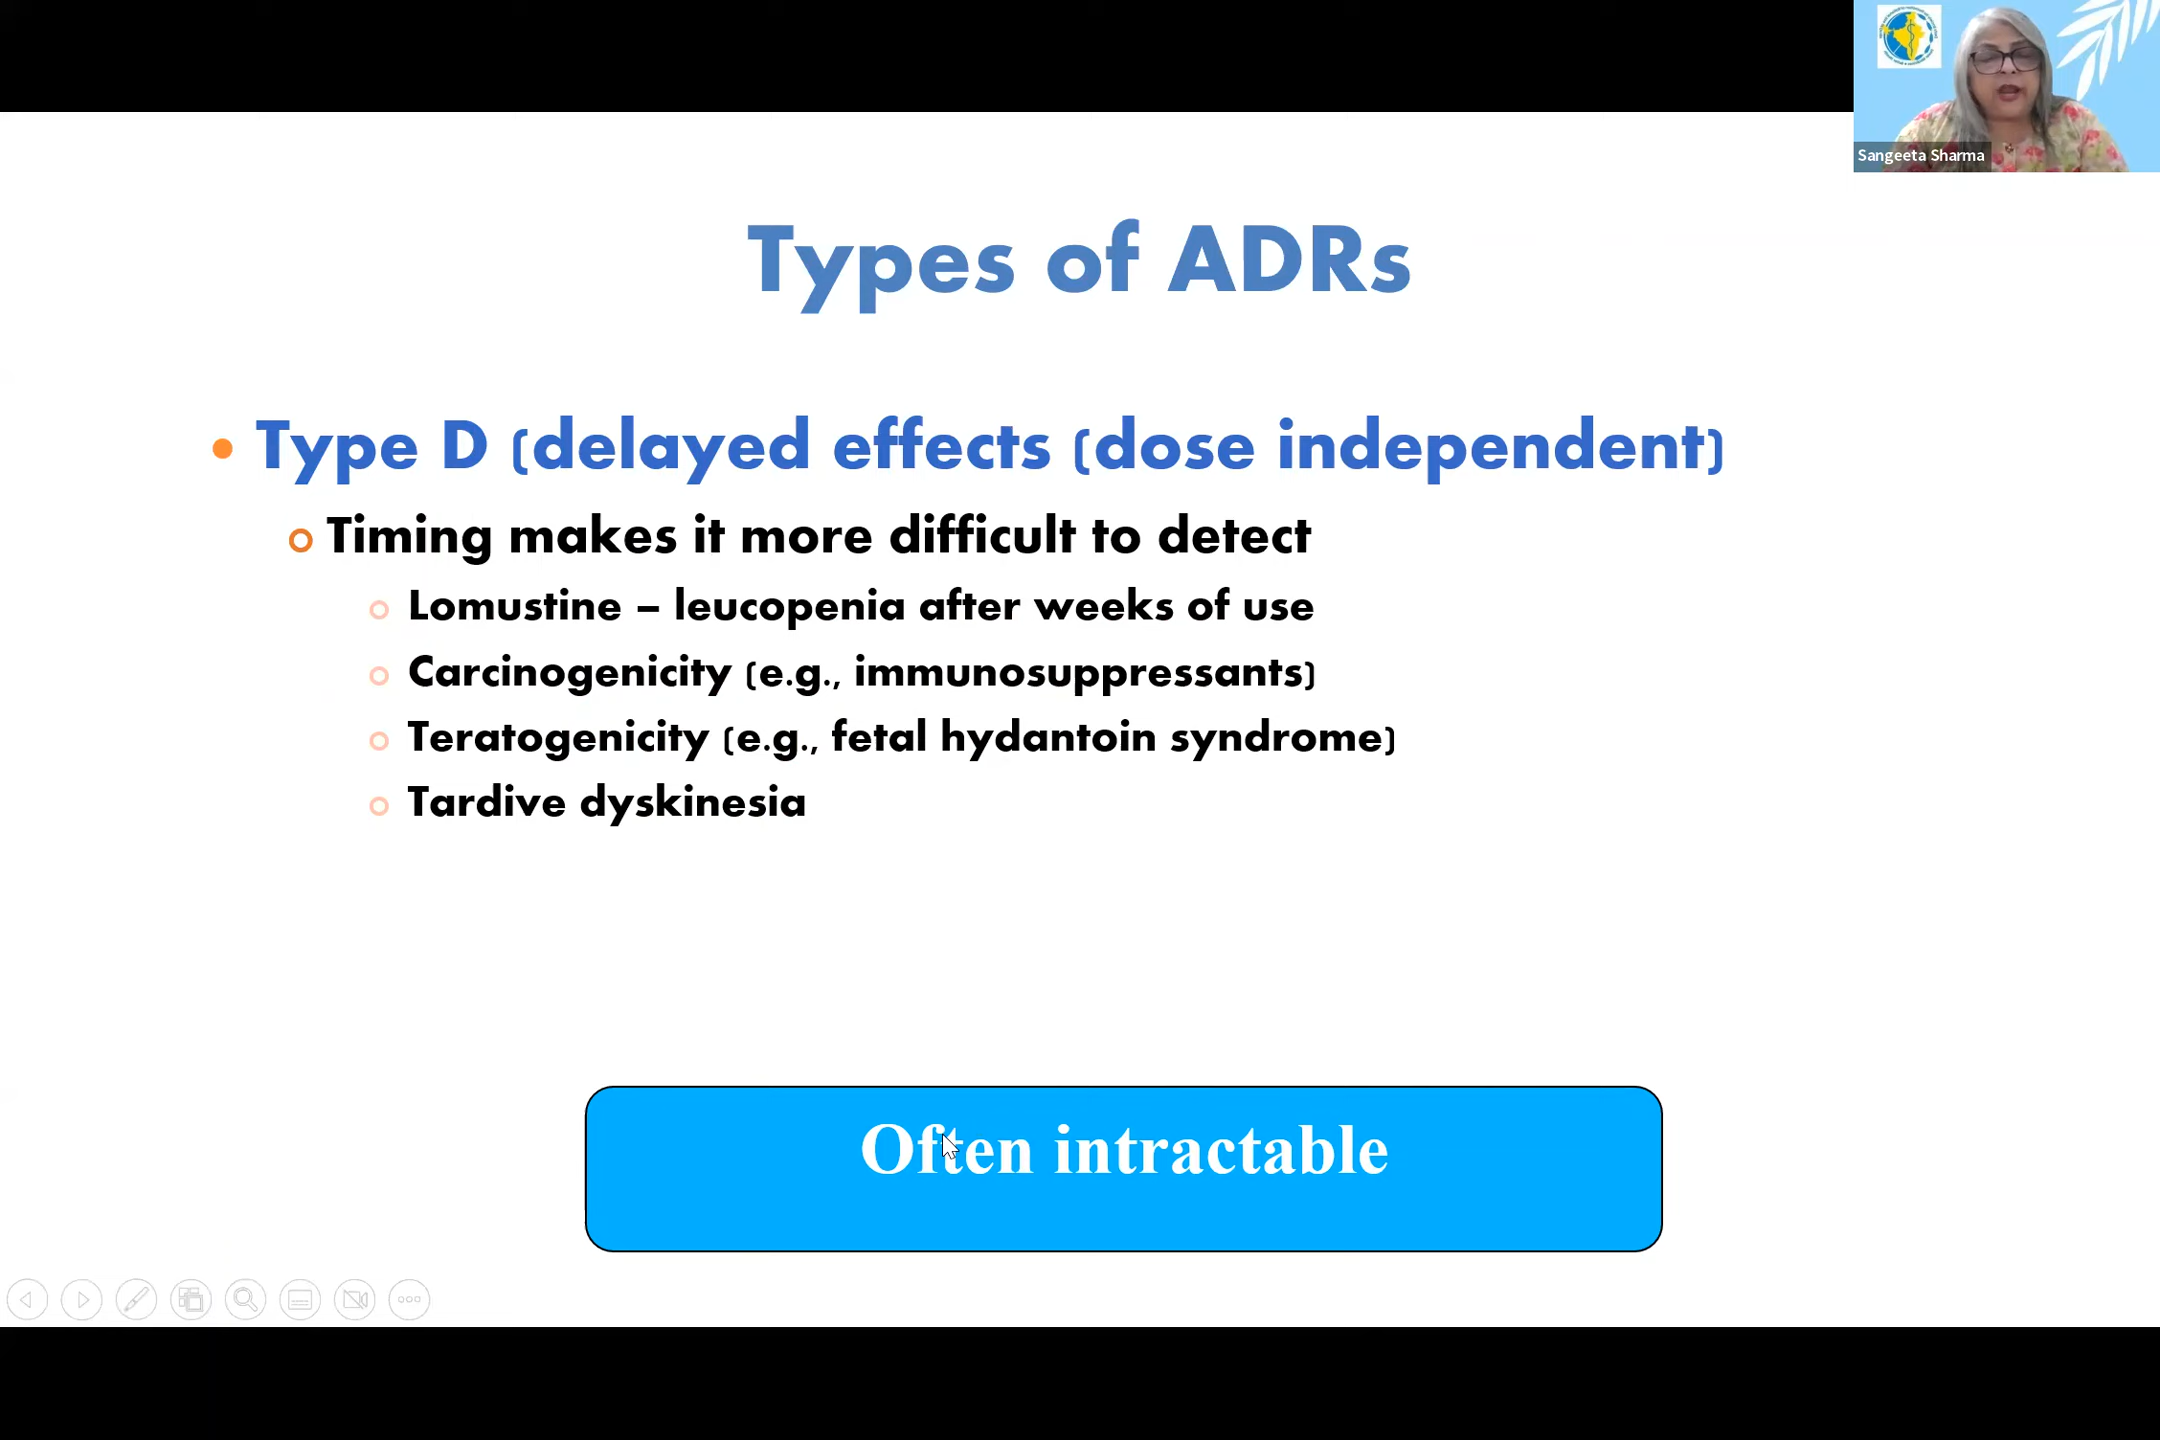 Sangeeta Sharma
Types of ADRs
• Type D (delayed effects (dose independent)
Timing makes it more difficult to detect
Lomustine – leucopenia after weeks of use
Carcinogenicity (e.g., immunosuppressants)
Teratogenicity (e.g., fetal hydantoin syndrome)
Tardive dyskinesia
Often intractable